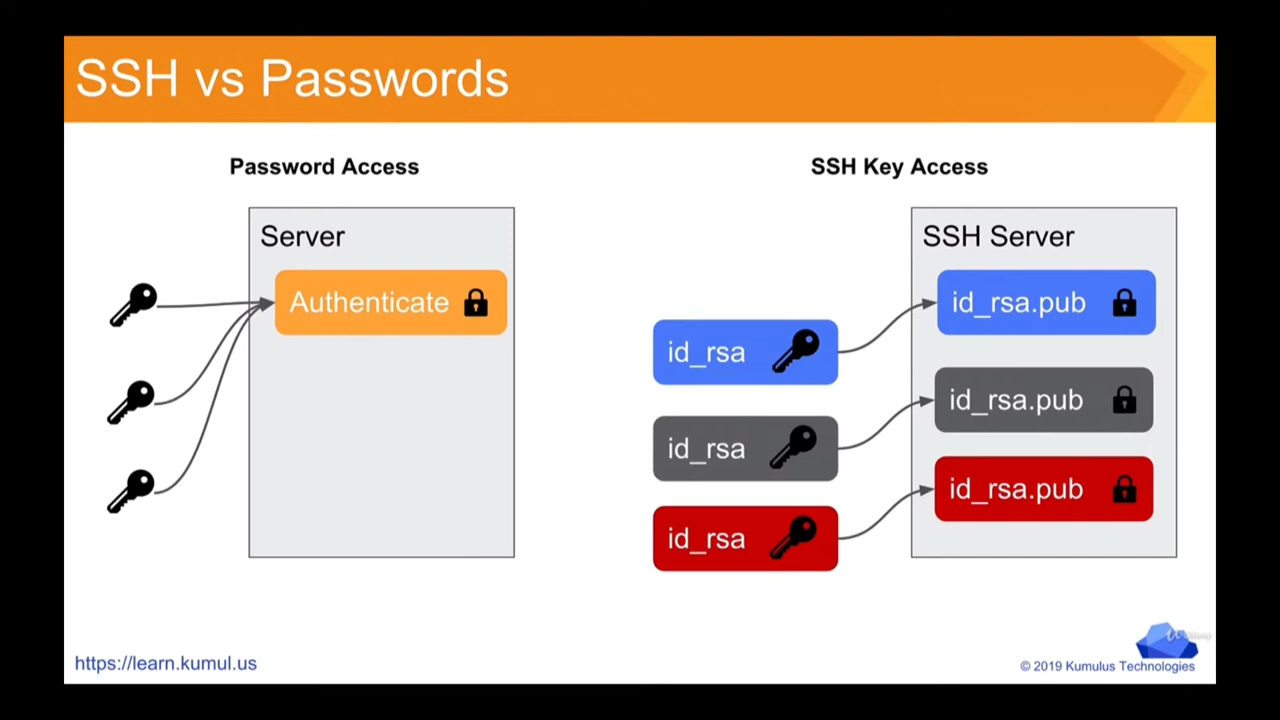 SSH vs Passwords
Password Access
Server
Authenticate
SSH Key Access
SSH Server
id_rsa
id_rsa
id_rsa
id_rsa.pub
id_rsa.pub
id_rsa.pub
https://learn.kumul.us
Udemy
© 2019 Kumulus Technologies